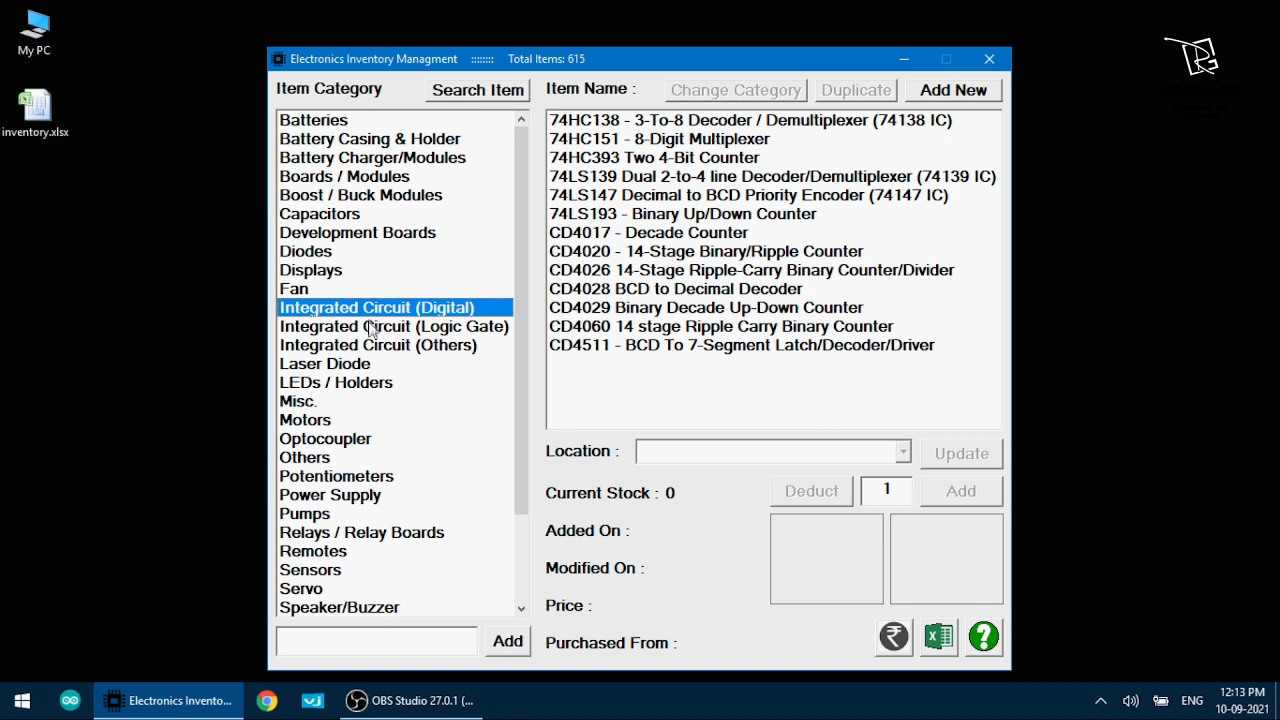 My PC
inventory.xlsx
Electronics Inventory Managment :::::::: Total Items: 615
Item Category
Search Item
Item Name :
Change Category
Duplicate
Add New
Batteries
Battery Casing & Holder
Battery Charger/Modules
Boards / Modules
Boost / Buck Modules
Capacitors
Development Boards
Diodes
Displays
Fan
Integrated Circuit (Digital)
Integrated Circuit (Logic Gate)
Integrated Circuit (Others)
Laser Diode
LEDs / Holders
Misc.
Motors
Optocoupler
Others
Potentiometers
Power Supply
Pumps
Relays / Relay Boards
Remotes
Sensors
Servo
Speaker/Buzzer
Add
74HC138 - 3-To-8 Decoder / Demultiplexer (74138 IC)
74HC151 - 8-Digit Multiplexer
74HC393 Two 4-Bit Counter
74LS139 Dual 2-to-4 line Decoder/Demultiplexer (74139 IC)
74LS147 Decimal to BCD Priority Encoder (74147 IC)
74LS193 - Binary Up/Down Counter
CD4017 - Decade Counter
CD4020 - 14-Stage Binary/Ripple Counter
CD4026 14-Stage Ripple-Carry Binary Counter/Divider
CD4028 BCD to Decimal Decoder
CD4029 Binary Decade Up-Down Counter
CD4060 14 stage Ripple Carry Binary Counter
CD4511 - BCD To 7-Segment Latch/Decoder/Driver
Location :
Update
Current Stock : 0
Deduct
1
Add
Added On :
Modified On :
Price :
Purchased From :
₹
X
?
Electronics Invento...
OBS Studio 27.0.1 (...
ENG
12:13 PM
10-09-2021